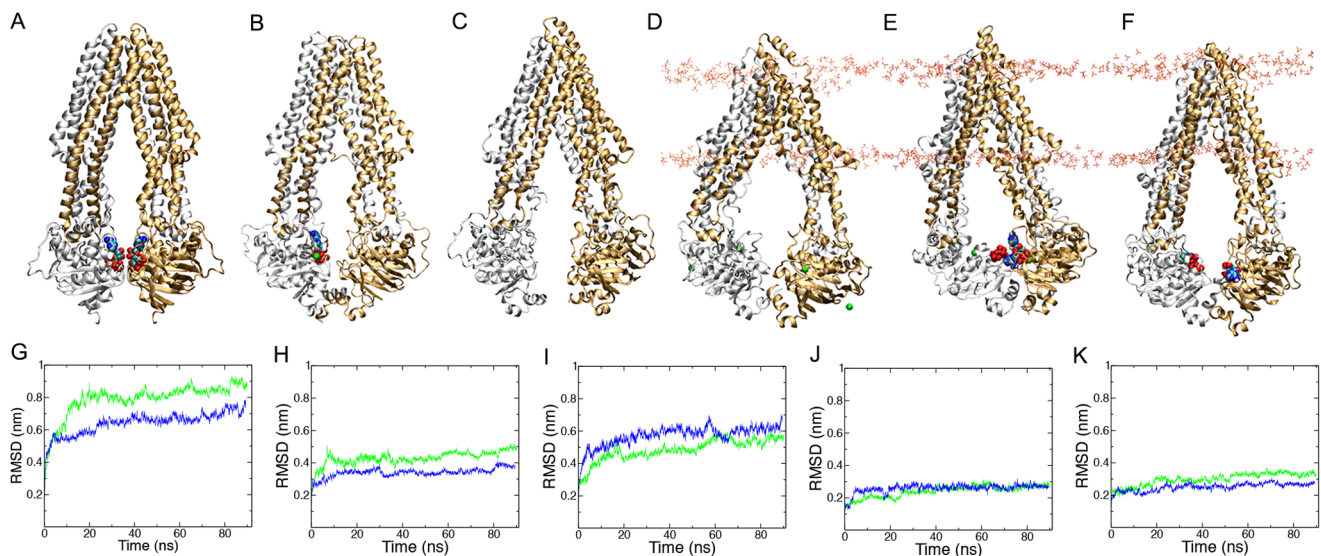 A B C D E F
G H I J K
1 1 1 1 1
0.8 0.8 0.8 0.8 0.8
0.6 0.6 0.6 0.6 0.6
0.4 0.4 0.4 0.4 0.4
0.2 0.2 0.2 0.2 0.2
RMSD (nm) RMSD (nm) RMSD (nm) RMSD (nm) RMSD (nm)
0 20 40 60 80 0 20 40 60 80 0 20 40 60 80 0 20 40 60 80 0 20 40 60 80
Time (ns) Time (ns) Time (ns) Time (ns) Time (ns)